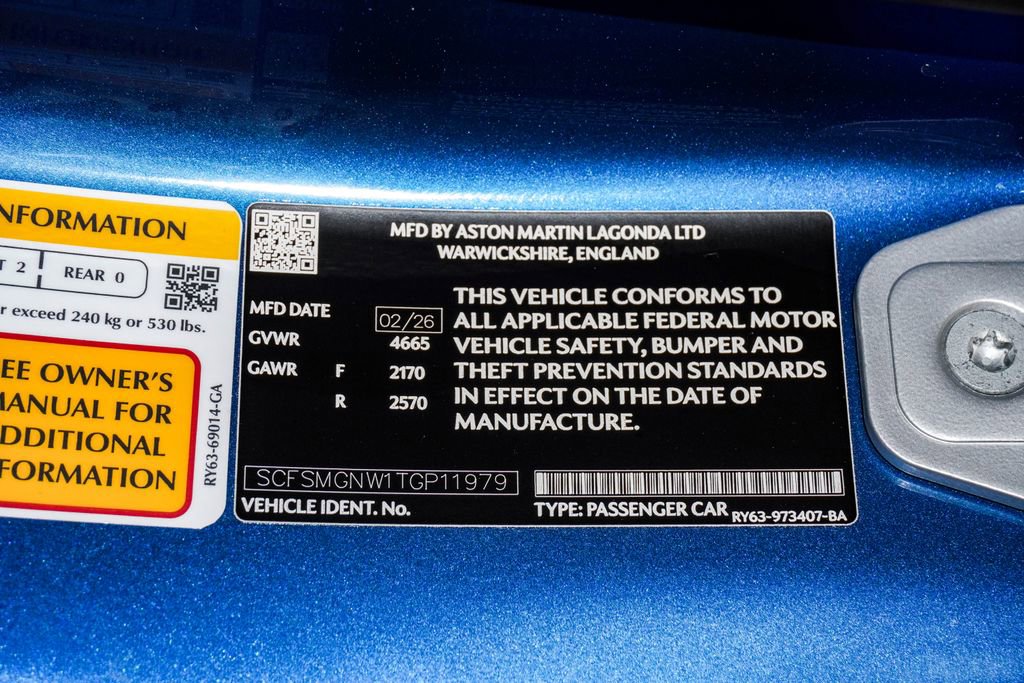 NFORMATION
T 2 REAR 0
r exceed 240 kg or 530 lbs.
EE OWNER'S
MANUAL FOR
DDITIONAL
FORMATION
RY63-69014-GA
MFD BY ASTON MARTIN LAGONDA LTD
WARWICKSHIRE, ENGLAND
MFD DATE 02/26
GVWR 4665
GAWR F 2170
R 2570
THIS VEHICLE CONFORMS TO
ALL APPLICABLE FEDERAL MOTOR
VEHICLE SAFETY, BUMPER AND
THEFT PREVENTION STANDARDS
IN EFFECT ON THE DATE OF
MANUFACTURE.
SCFSMGNW1TGP11979
VEHICLE IDENT. No.
TYPE: PASSENGER CAR
RY63-973407-BA